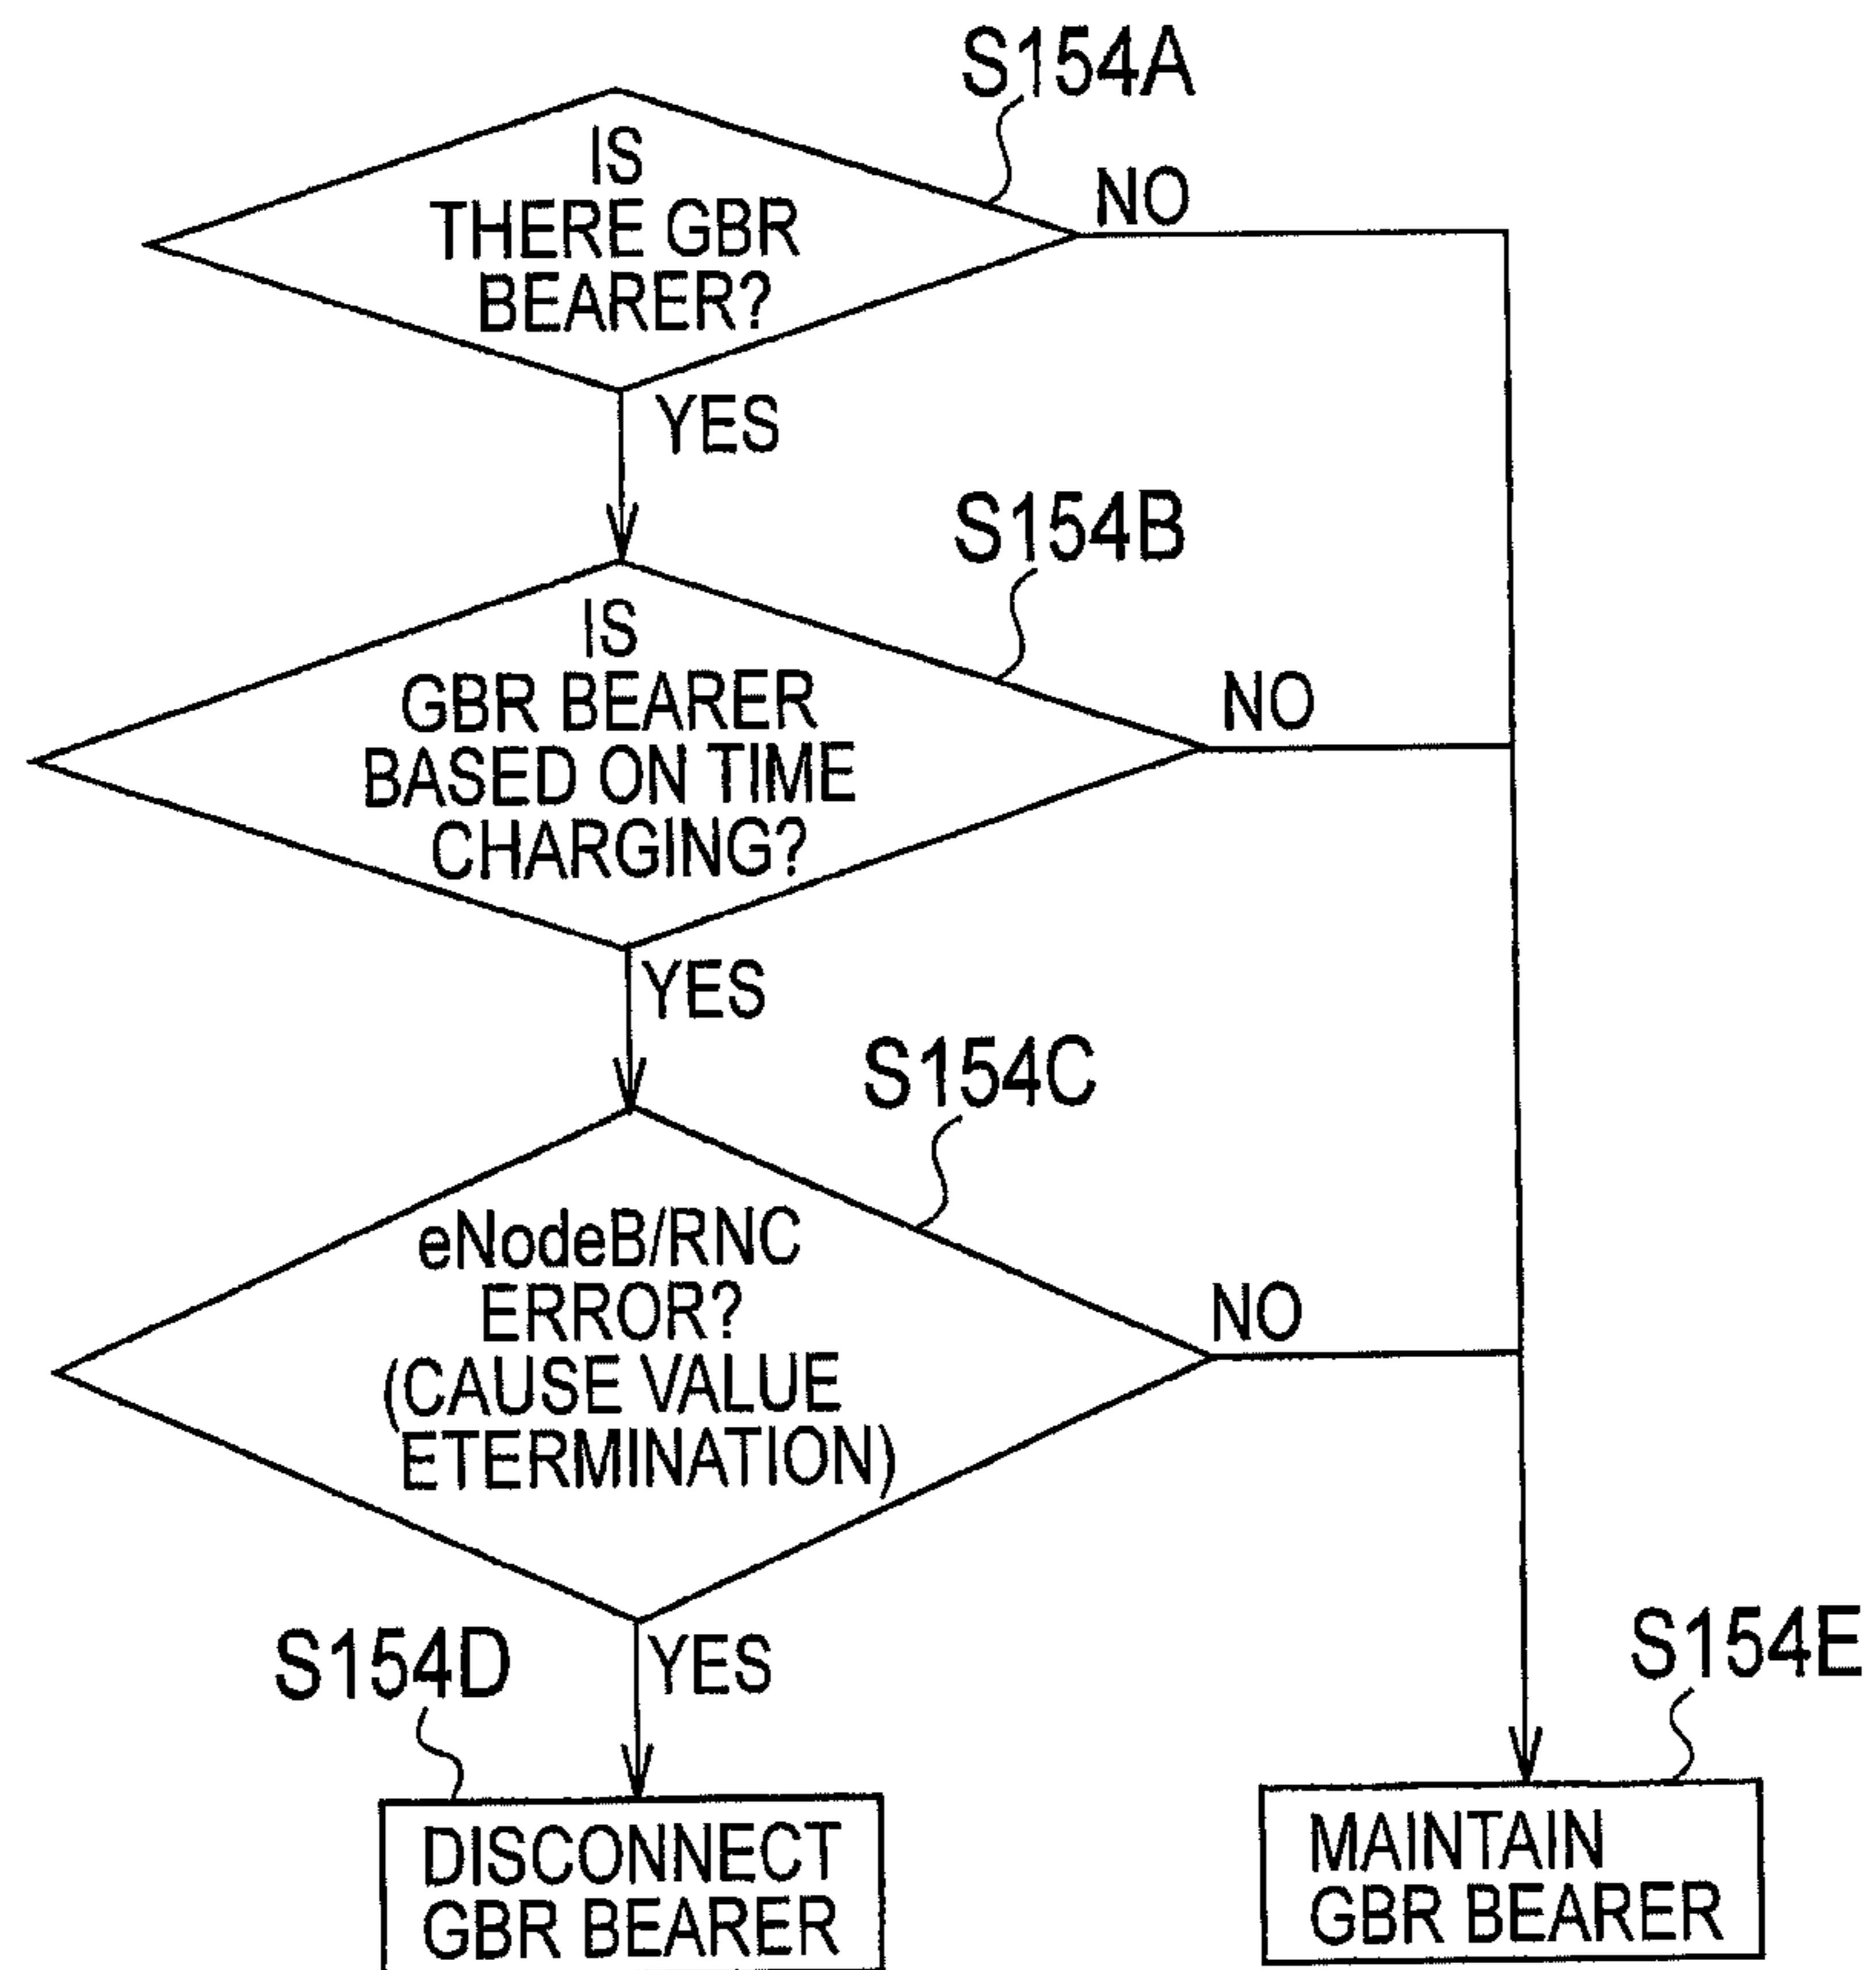 S154A
IS
THERE GBR
BEARER?
NO
YES
S154B
IS
GBR BEARER
BASED ON TIME
CHARGING?
NO
YES
S154C
eNodeB/RNC
ERROR?
(CAUSE VALUE
ETERMINATION)
NO
YES
S154D
S154E
DISCONNECT
GBR BEARER
MAINTAIN
GBR BEARER